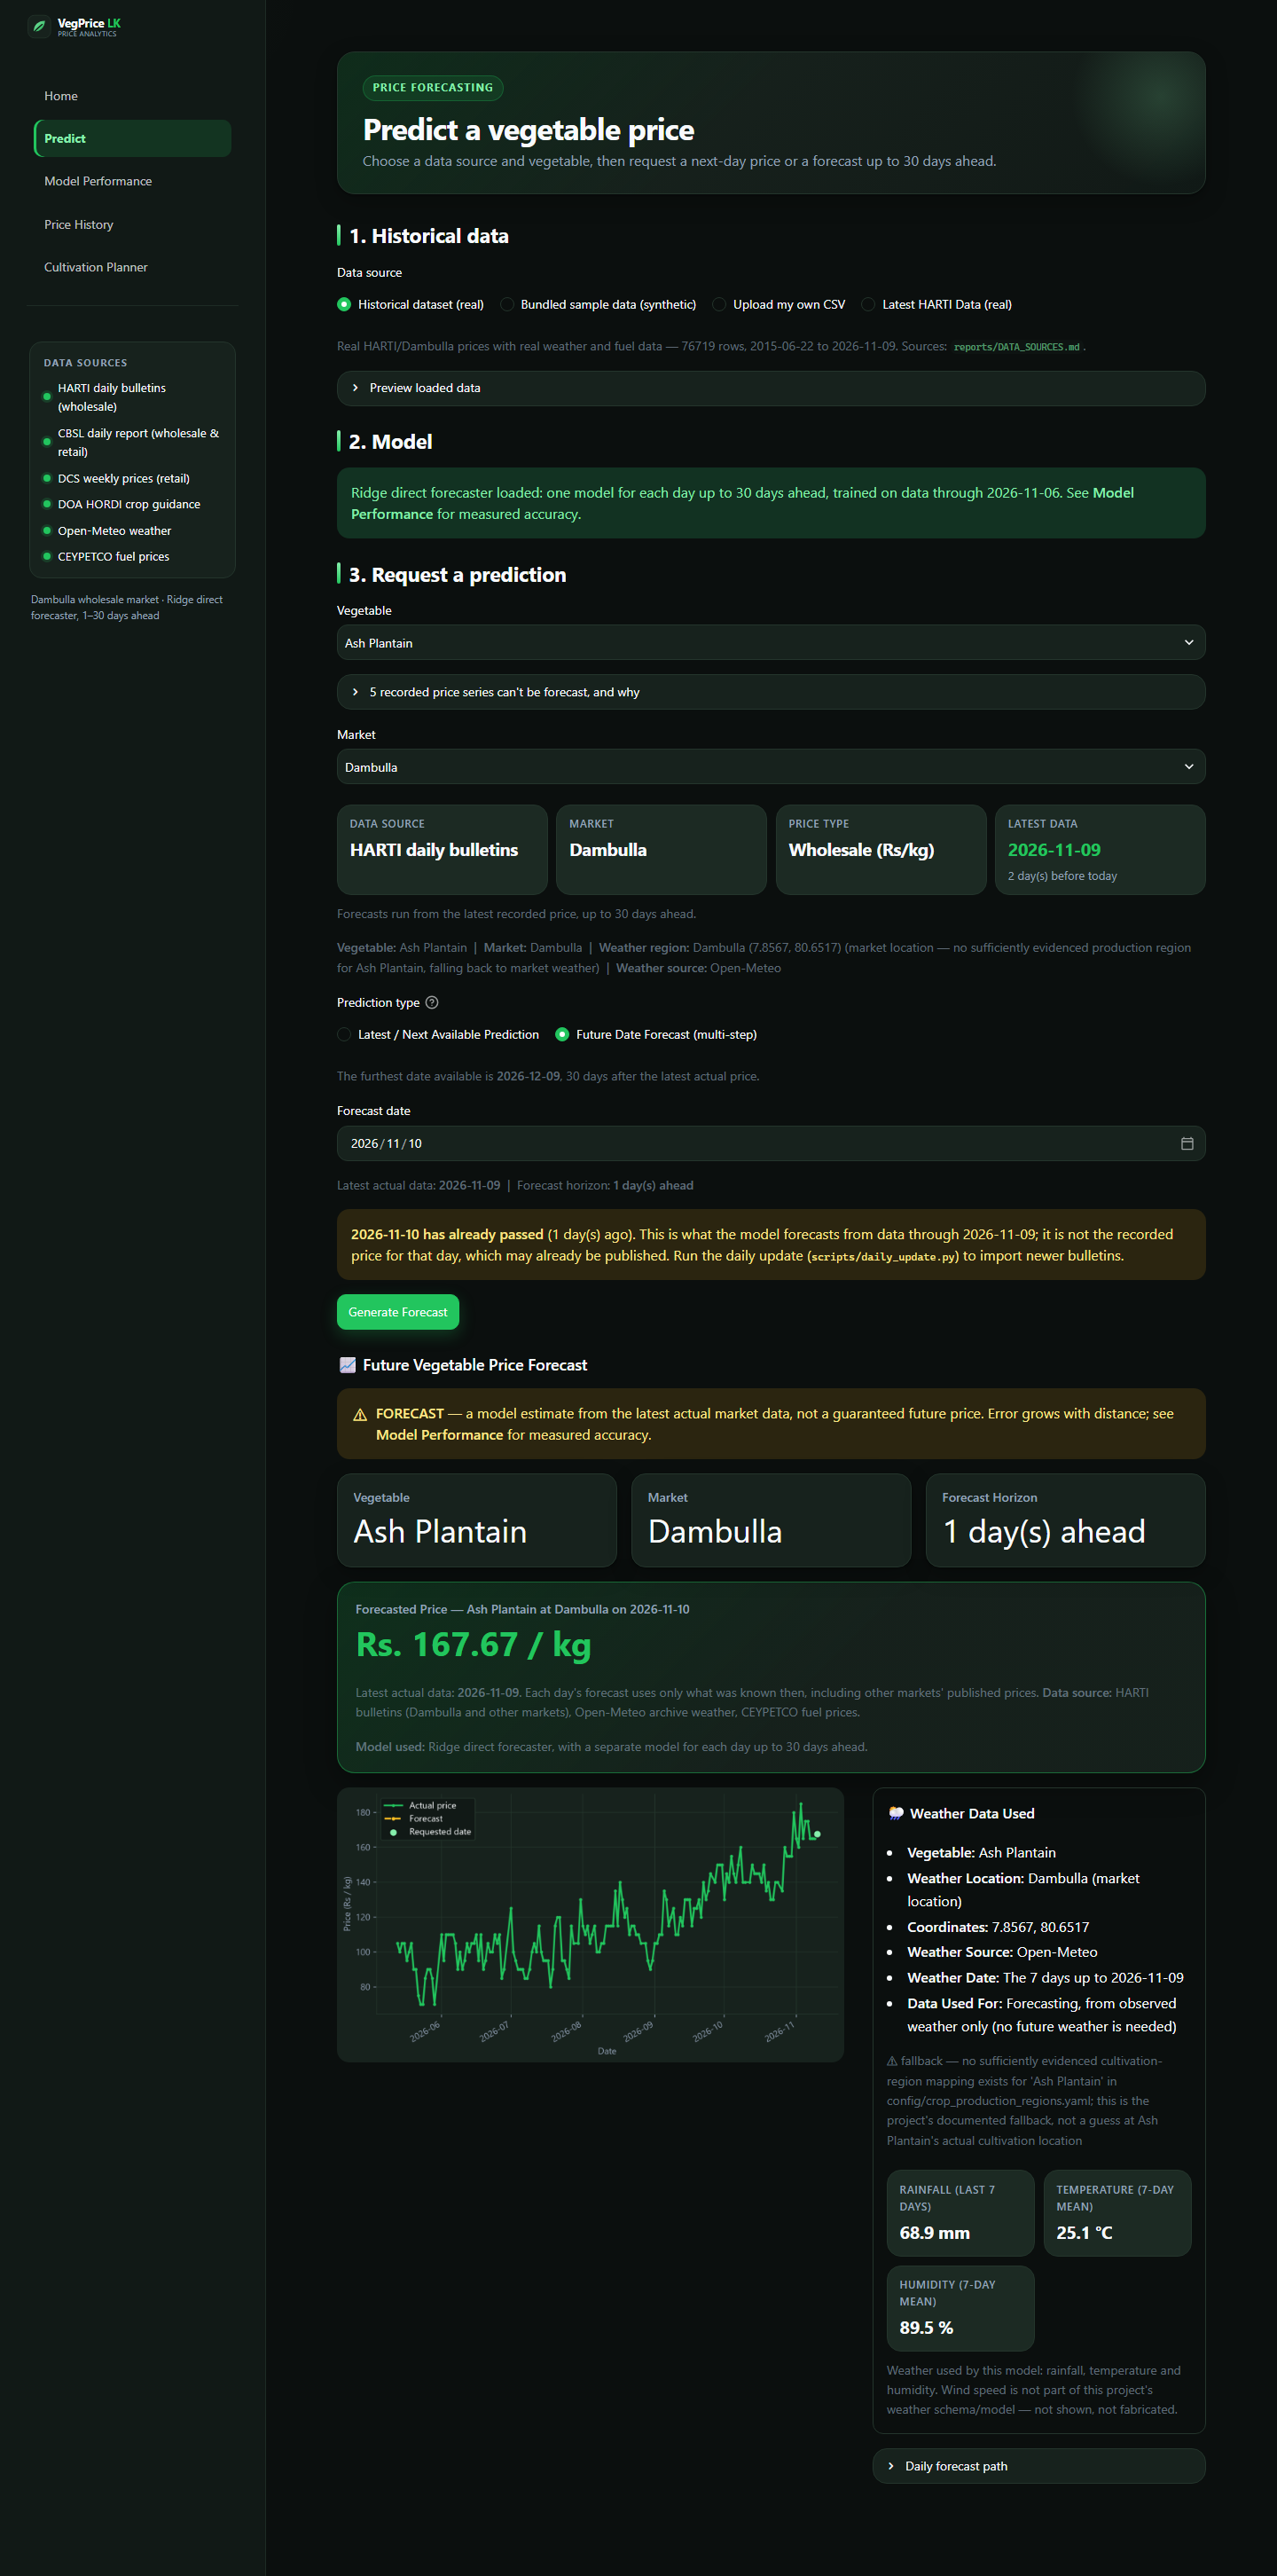 VegPrice LK
PRICE ANALYTICS
Home
Predict
Model Performance
Price History
Cultivation Planner
DATA SOURCES
HARTI daily bulletins
(wholesale)
CBSL daily report (wholesale &
retail)
DCS weekly prices (retail)
DOA HORDI crop guidance
Open-Meteo weather
CEYPETCO fuel prices
Dambulla wholesale market · Ridge direct
forecaster, 1–30 days ahead
PRICE FORECASTING
Predict a vegetable price
Choose a data source and vegetable, then request a next-day price or a forecast up to 30 days ahead.
1. Historical data
Data source
Historical dataset (real)
Bundled sample data (synthetic)
Upload my own CSV
Latest HARTI Data (real)
Real HARTI/Dambulla prices with real weather and fuel data — 76719 rows, 2015-06-22 to 2026-11-09. Sources: reports/DATA_SOURCES.md.
Preview loaded data
2. Model
Ridge direct forecaster loaded: one model for each day up to 30 days ahead, trained on data through 2026-11-06. See Model
Performance for measured accuracy.
3. Request a prediction
Vegetable
Ash Plantain
5 recorded price series can't be forecast, and why
Market
Dambulla
DATA SOURCE
HARTI daily bulletins
MARKET
Dambulla
PRICE TYPE
Wholesale (Rs/kg)
LATEST DATA
2026-11-09
2 day(s) before today
Forecasts run from the latest recorded price, up to 30 days ahead.
Vegetable: Ash Plantain | Market: Dambulla | Weather region: Dambulla (7.8567, 80.6517) (market location — no sufficiently evidenced production region
for Ash Plantain, falling back to market weather) | Weather source: Open-Meteo
Prediction type ?
Latest / Next Available Prediction
Future Date Forecast (multi-step)
The furthest date available is 2026-12-09, 30 days after the latest actual price.
Forecast date
2026/11/10
Latest actual data: 2026-11-09 | Forecast horizon: 1 day(s) ahead
2026-11-10 has already passed (1 day(s) ago). This is what the model forecasts from data through 2026-11-09; it is not the recorded
price for that day, which may already be published. Run the daily update (scripts/daily_update.py) to import newer bulletins.
Generate Forecast
Future Vegetable Price Forecast
FORECAST — a model estimate from the latest actual market data, not a guaranteed future price. Error grows with distance; see
Model Performance for measured accuracy.
Vegetable
Ash Plantain
Market
Dambulla
Forecast Horizon
1 day(s) ahead
Forecasted Price — Ash Plantain at Dambulla on 2026-11-10
Rs. 167.67 / kg
Latest actual data: 2026-11-09. Each day's forecast uses only what was known then, including other markets' published prices. Data source: HARTI
bulletins (Dambulla and other markets), Open-Meteo archive weather, CEYPETCO fuel prices.
Model used: Ridge direct forecaster, with a separate model for each day up to 30 days ahead.
Actual price
Forecast
Requested date
Price (Rs / kg)
180
160
140
120
100
80
2026-06
2026-07
2026-08
2026-09
2026-10
2026-11
Date
Weather Data Used
Vegetable: Ash Plantain
Weather Location: Dambulla (market
location)
Coordinates: 7.8567, 80.6517
Weather Source: Open-Meteo
Weather Date: The 7 days up to 2026-11-09
Data Used For: Forecasting, from observed
weather only (no future weather is needed)
⚠ fallback — no sufficiently evidenced cultivation-
region mapping exists for 'Ash Plantain' in
config/crop_production_regions.yaml; this is the
project's documented fallback, not a guess at Ash
Plantain's actual cultivation location
RAINFALL (LAST 7
DAYS)
68.9 mm
TEMPERATURE (7-DAY
MEAN)
25.1 °C
HUMIDITY (7-DAY
MEAN)
89.5 %
Weather used by this model: rainfall, temperature and
humidity. Wind speed is not part of this project's
weather schema/model — not shown, not fabricated.
Daily forecast path